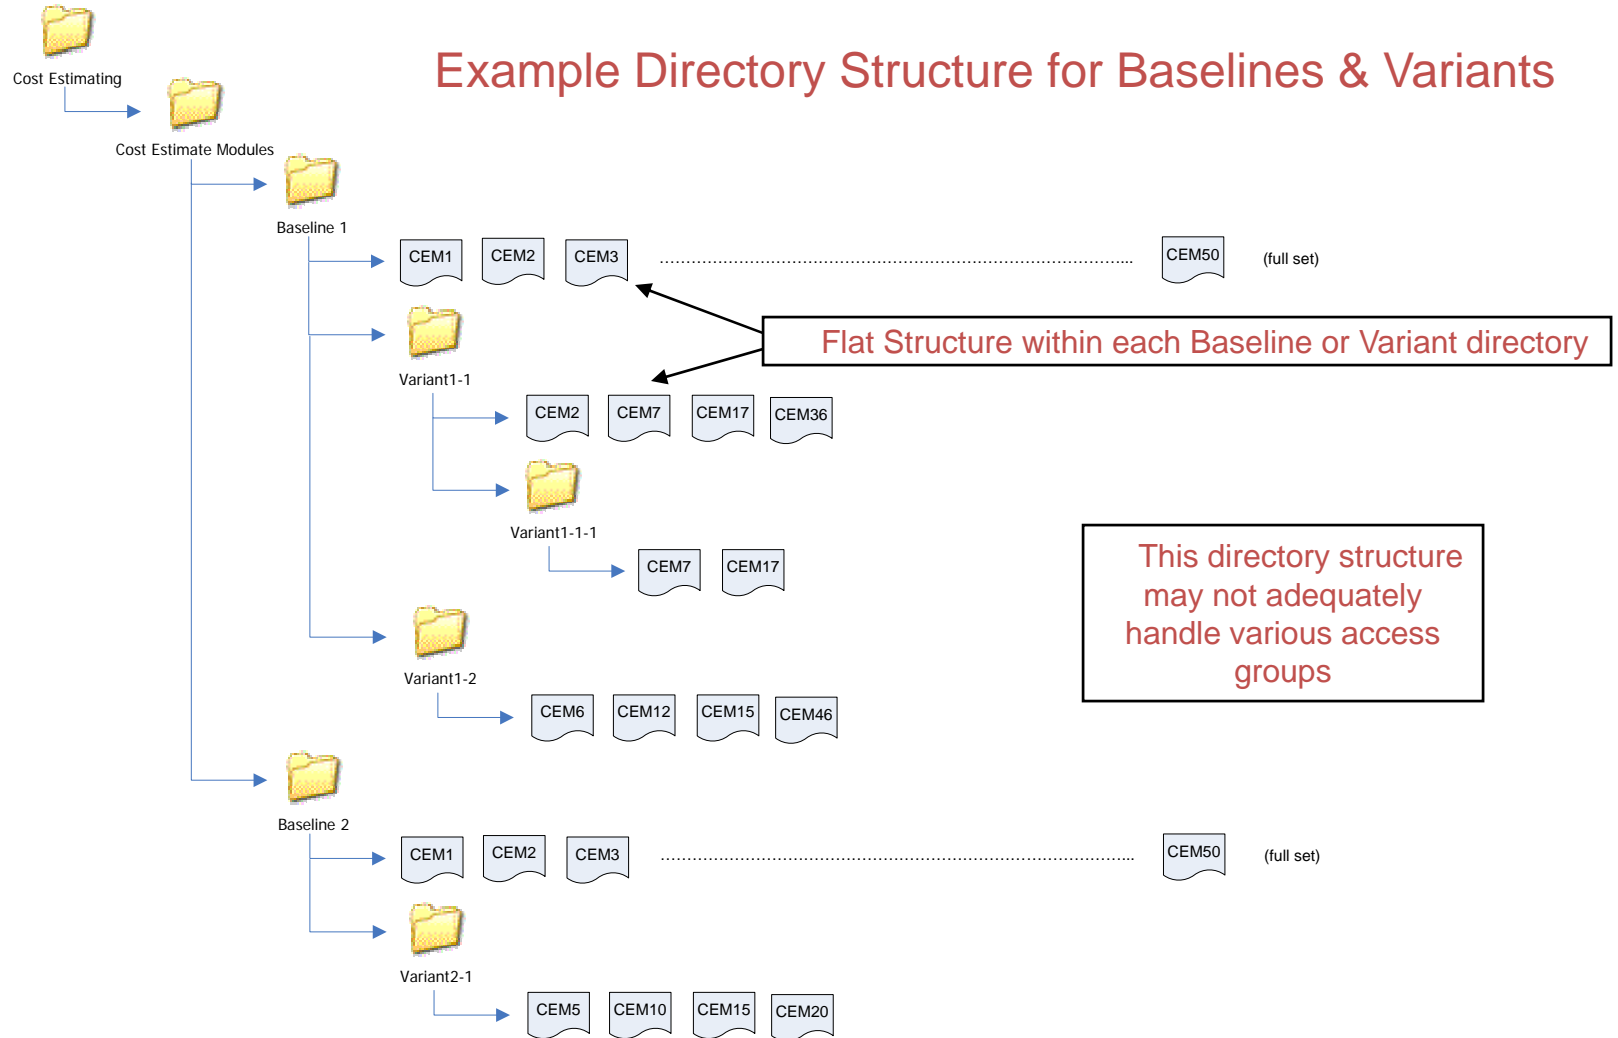 Example Directory Structure for Baselines & Variants
Cost Estimating
Cost Estimate Modules
Baseline 1
CEM1 CEM2 CEM3 ........................................................................................ CEM50 (full set)
Flat Structure within each Baseline or Variant directory
Variant1-1
CEM2 CEM7 CEM17 CEM36
Variant1-1-1
This directory structure
may not adequately
handle various access
groups
CEM7 CEM17
Variant1-2
CEM6 CEM12 CEM15 CEM46
Baseline 2
CEM1 CEM2 CEM3 ........................................................................................ CEM50 (full set)
Variant2-1
CEM5 CEM10 CEM15 CEM20